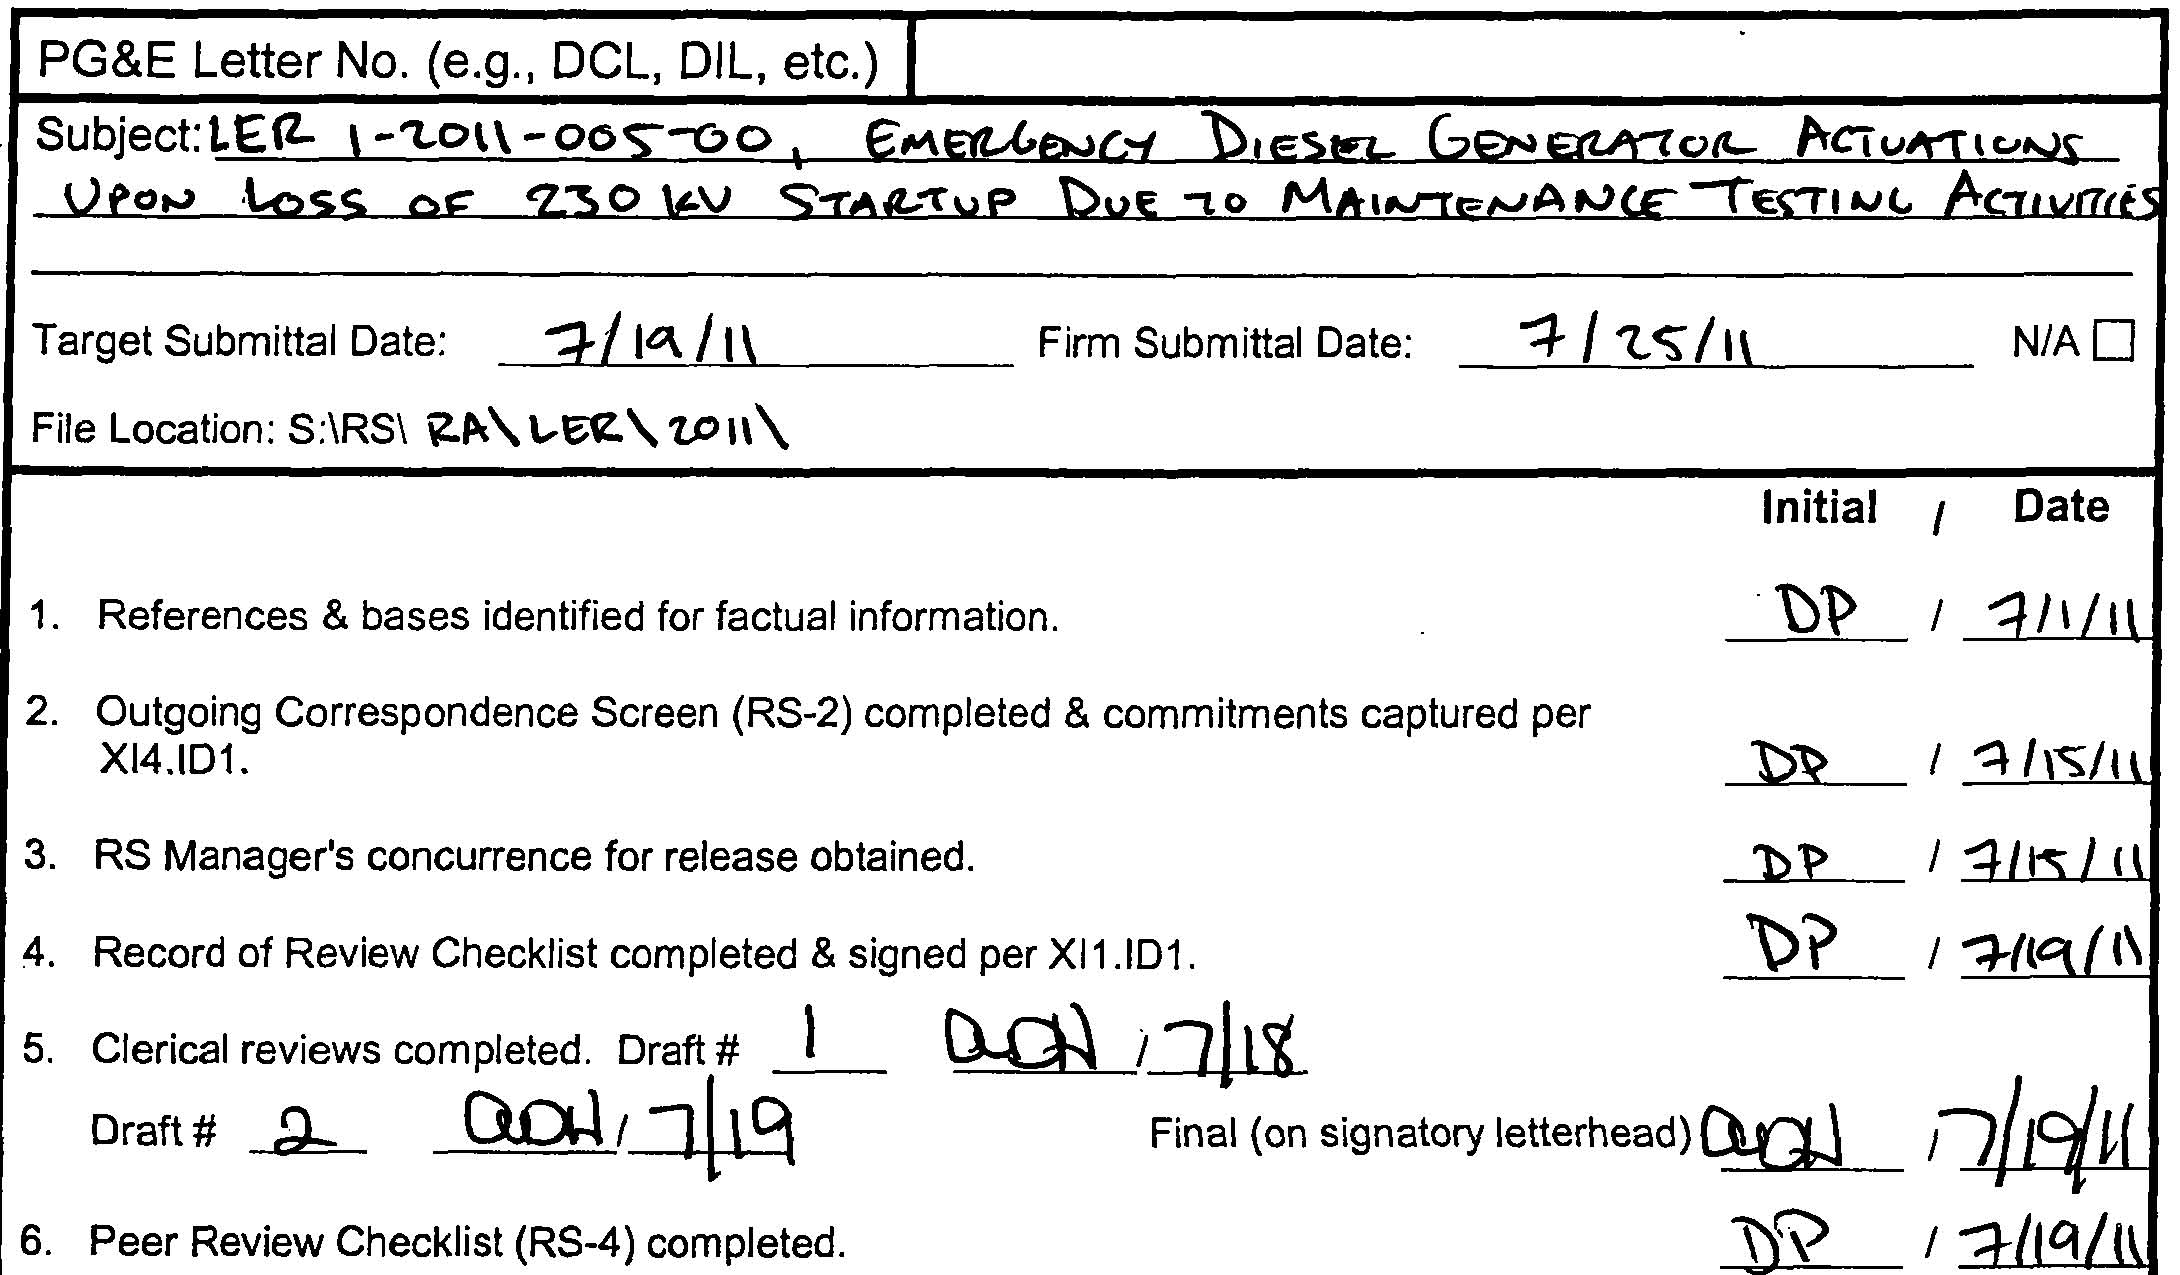 PG&E Letter No. (e.g., DCL, DIL, etc.)
Subject: LER 1-2011-005-00, EMERGENCY DIESEL GENERATOR ACTUATIONS
UPON LOSS OF 230 KV STARTUP DUE TO MAINTENANCE TESTING ACTIVITIES
Target Submittal Date: 7/19/11 Firm Submittal Date: 7/25/11 N/A
File Location: S:\RS\ RA\LER\2011\
Initial / Date
1. References & bases identified for factual information. DP / 7/1/11
2. Outgoing Correspondence Screen (RS-2) completed & commitments captured per
XI4.ID1. DP / 7/15/11
3. RS Manager's concurrence for release obtained. DP / 7/15/11
4. Record of Review Checklist completed & signed per XI1.ID1. DP / 7/19/11
5. Clerical reviews completed. Draft # 1 / 7/18
Draft # 2 / 7/19 Final (on signatory letterhead) / 7/19/11
6. Peer Review Checklist (RS-4) completed. DP / 7/19/11